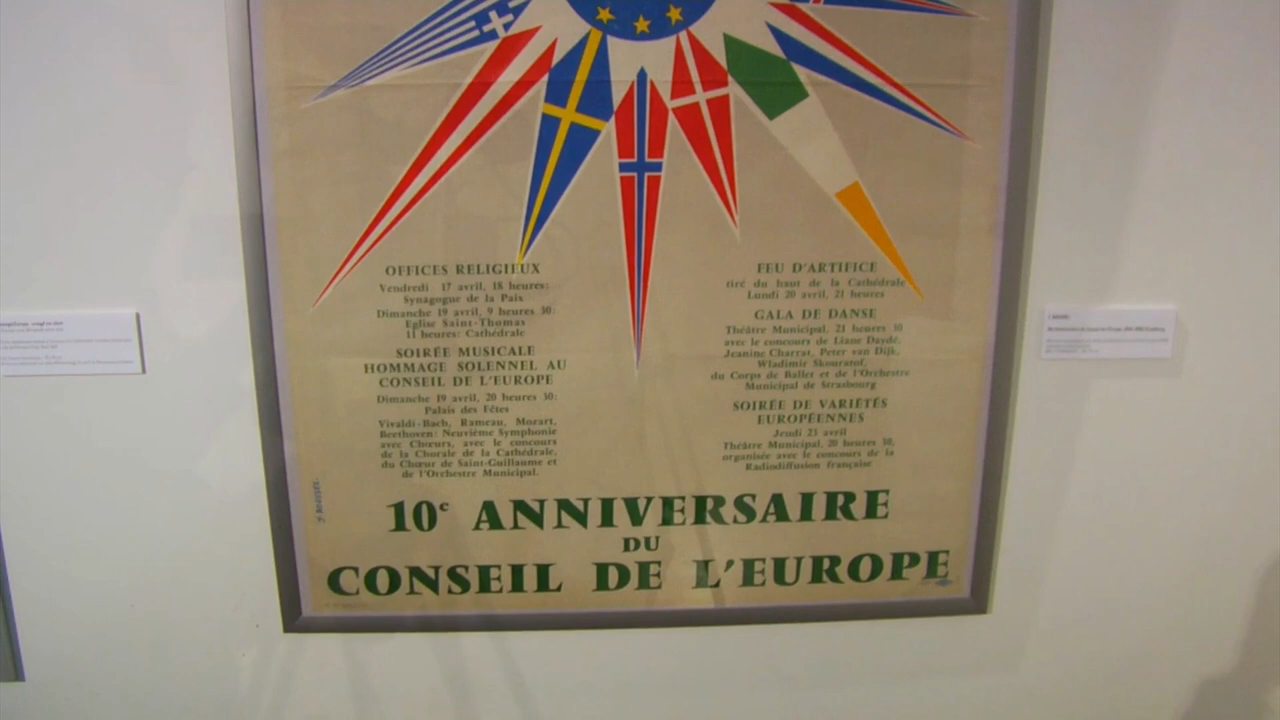 OFFICES RELIGIEUX
Vendredi 17 avril, 18 heures:
Synagogue de la Paix
Dimanche 19 avril, 9 heures 30:
Eglise Saint-Thomas
11 heures: Cathédrale
SOIRÉE MUSICALE
HOMMAGE SOLENNEL AU
CONSEIL DE L'EUROPE
Dimanche 19 avril, 20 heures 30:
Palais des Fêtes
Vivaldi-Bach, Rameau, Mozart,
Beethoven: Neuvième Symphonie
avec Chœurs, avec le concours
de la Chorale de la Cathédrale,
du Chœur de Saint-Guillaume et
de l'Orchestre Municipal.
FEU D'ARTIFICE
tiré du haut de la Cathédrale
Lundi 20 avril, 21 heures
GALA DE DANSE
Théâtre Municipal, 21 heures 30
avec le concours de Liane Daydé,
Jeanine Charrat, Peter van Dijk,
Wladimir Skouratof,
du Corps de Ballet et de l'Orchestre
Municipal de Strasbourg
SOIRÉE DE VARIÉTÉS
EUROPÉENNES
Jeudi 23 avril
Théâtre Municipal, 20 heures 30,
organisée avec le concours de la
Radiodiffusion française
10e ANNIVERSAIRE
DU
CONSEIL DE L'EUROPE